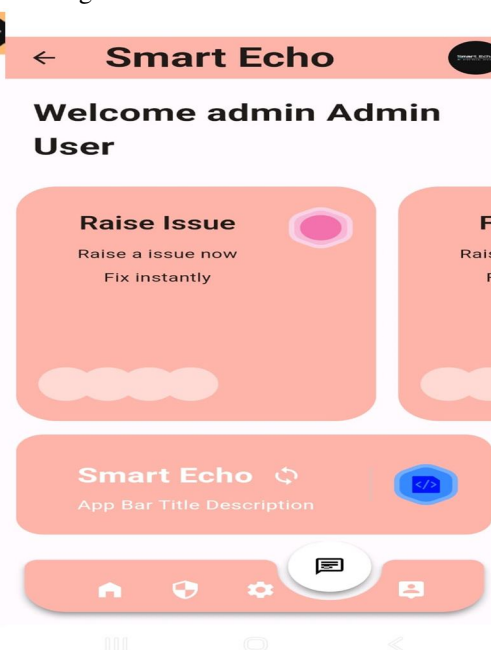 Smart Echo
Welcome admin Admin
User
Raise Issue
Raise a issue now
Fix instantly
F
Rais
F
Smart Echo
App Bar Title Description